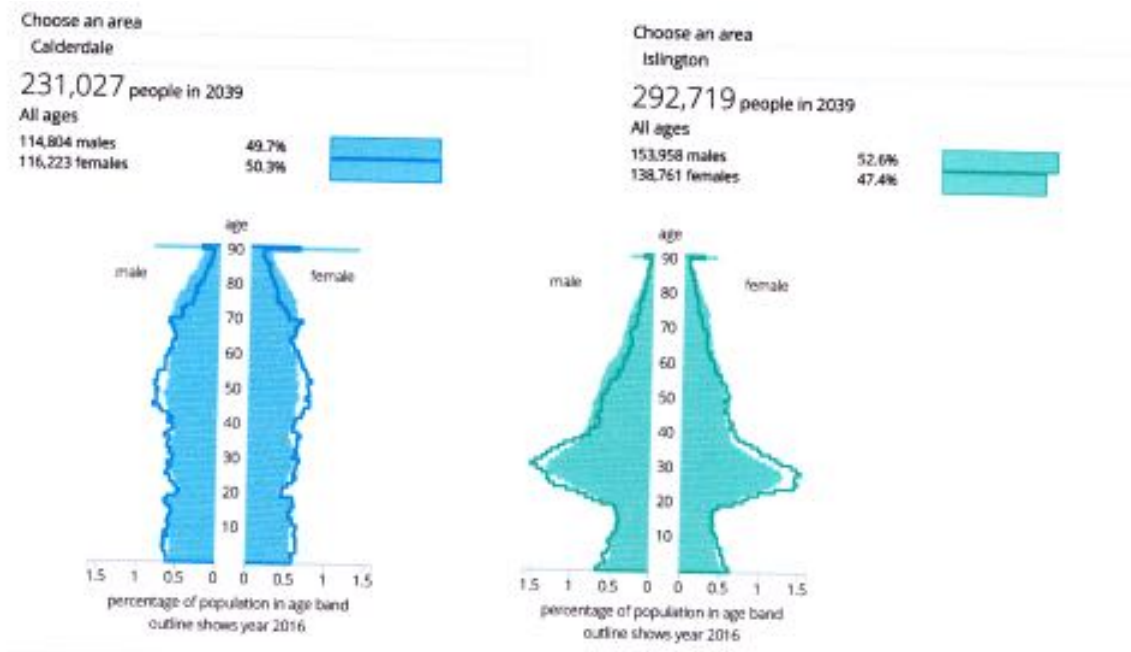 Choose an area
Calderdale
231,027 people in 2039
All ages
114,804 males 49.7%
116,223 females 50.3%
age
male
female
90
80
70
60
50
40
30
20
10
1.5 1 0.5 0 0 0.5 1 1.5
percentage of population in age band
outline shows year 2016
Choose an area
Islington
292,719 people in 2039
All ages
153,958 males 52.6%
138,761 females 47.4%
age
male
female
90
80
70
60
50
40
30
20
10
1.5 1 0.5 0 0 0.5 1 1.5
percentage of population in age band
outline shows year 2016